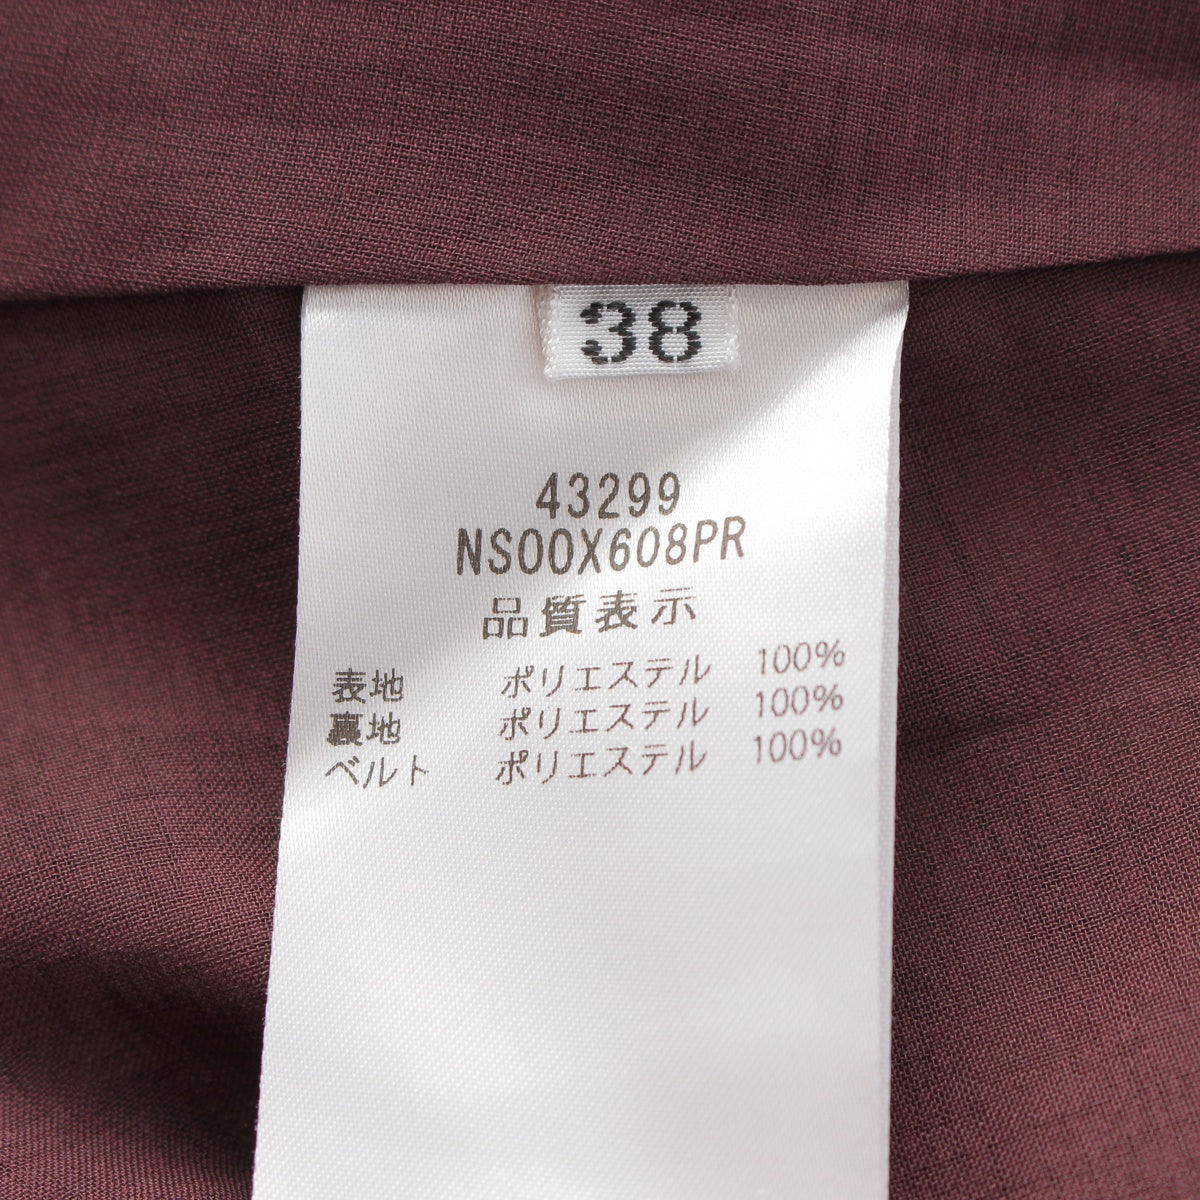 38
43299
NS00X608PR
品質表示
表地 ポリエステル 100%
裏地 ポリエステル 100%
ベルト ポリエステル 100%